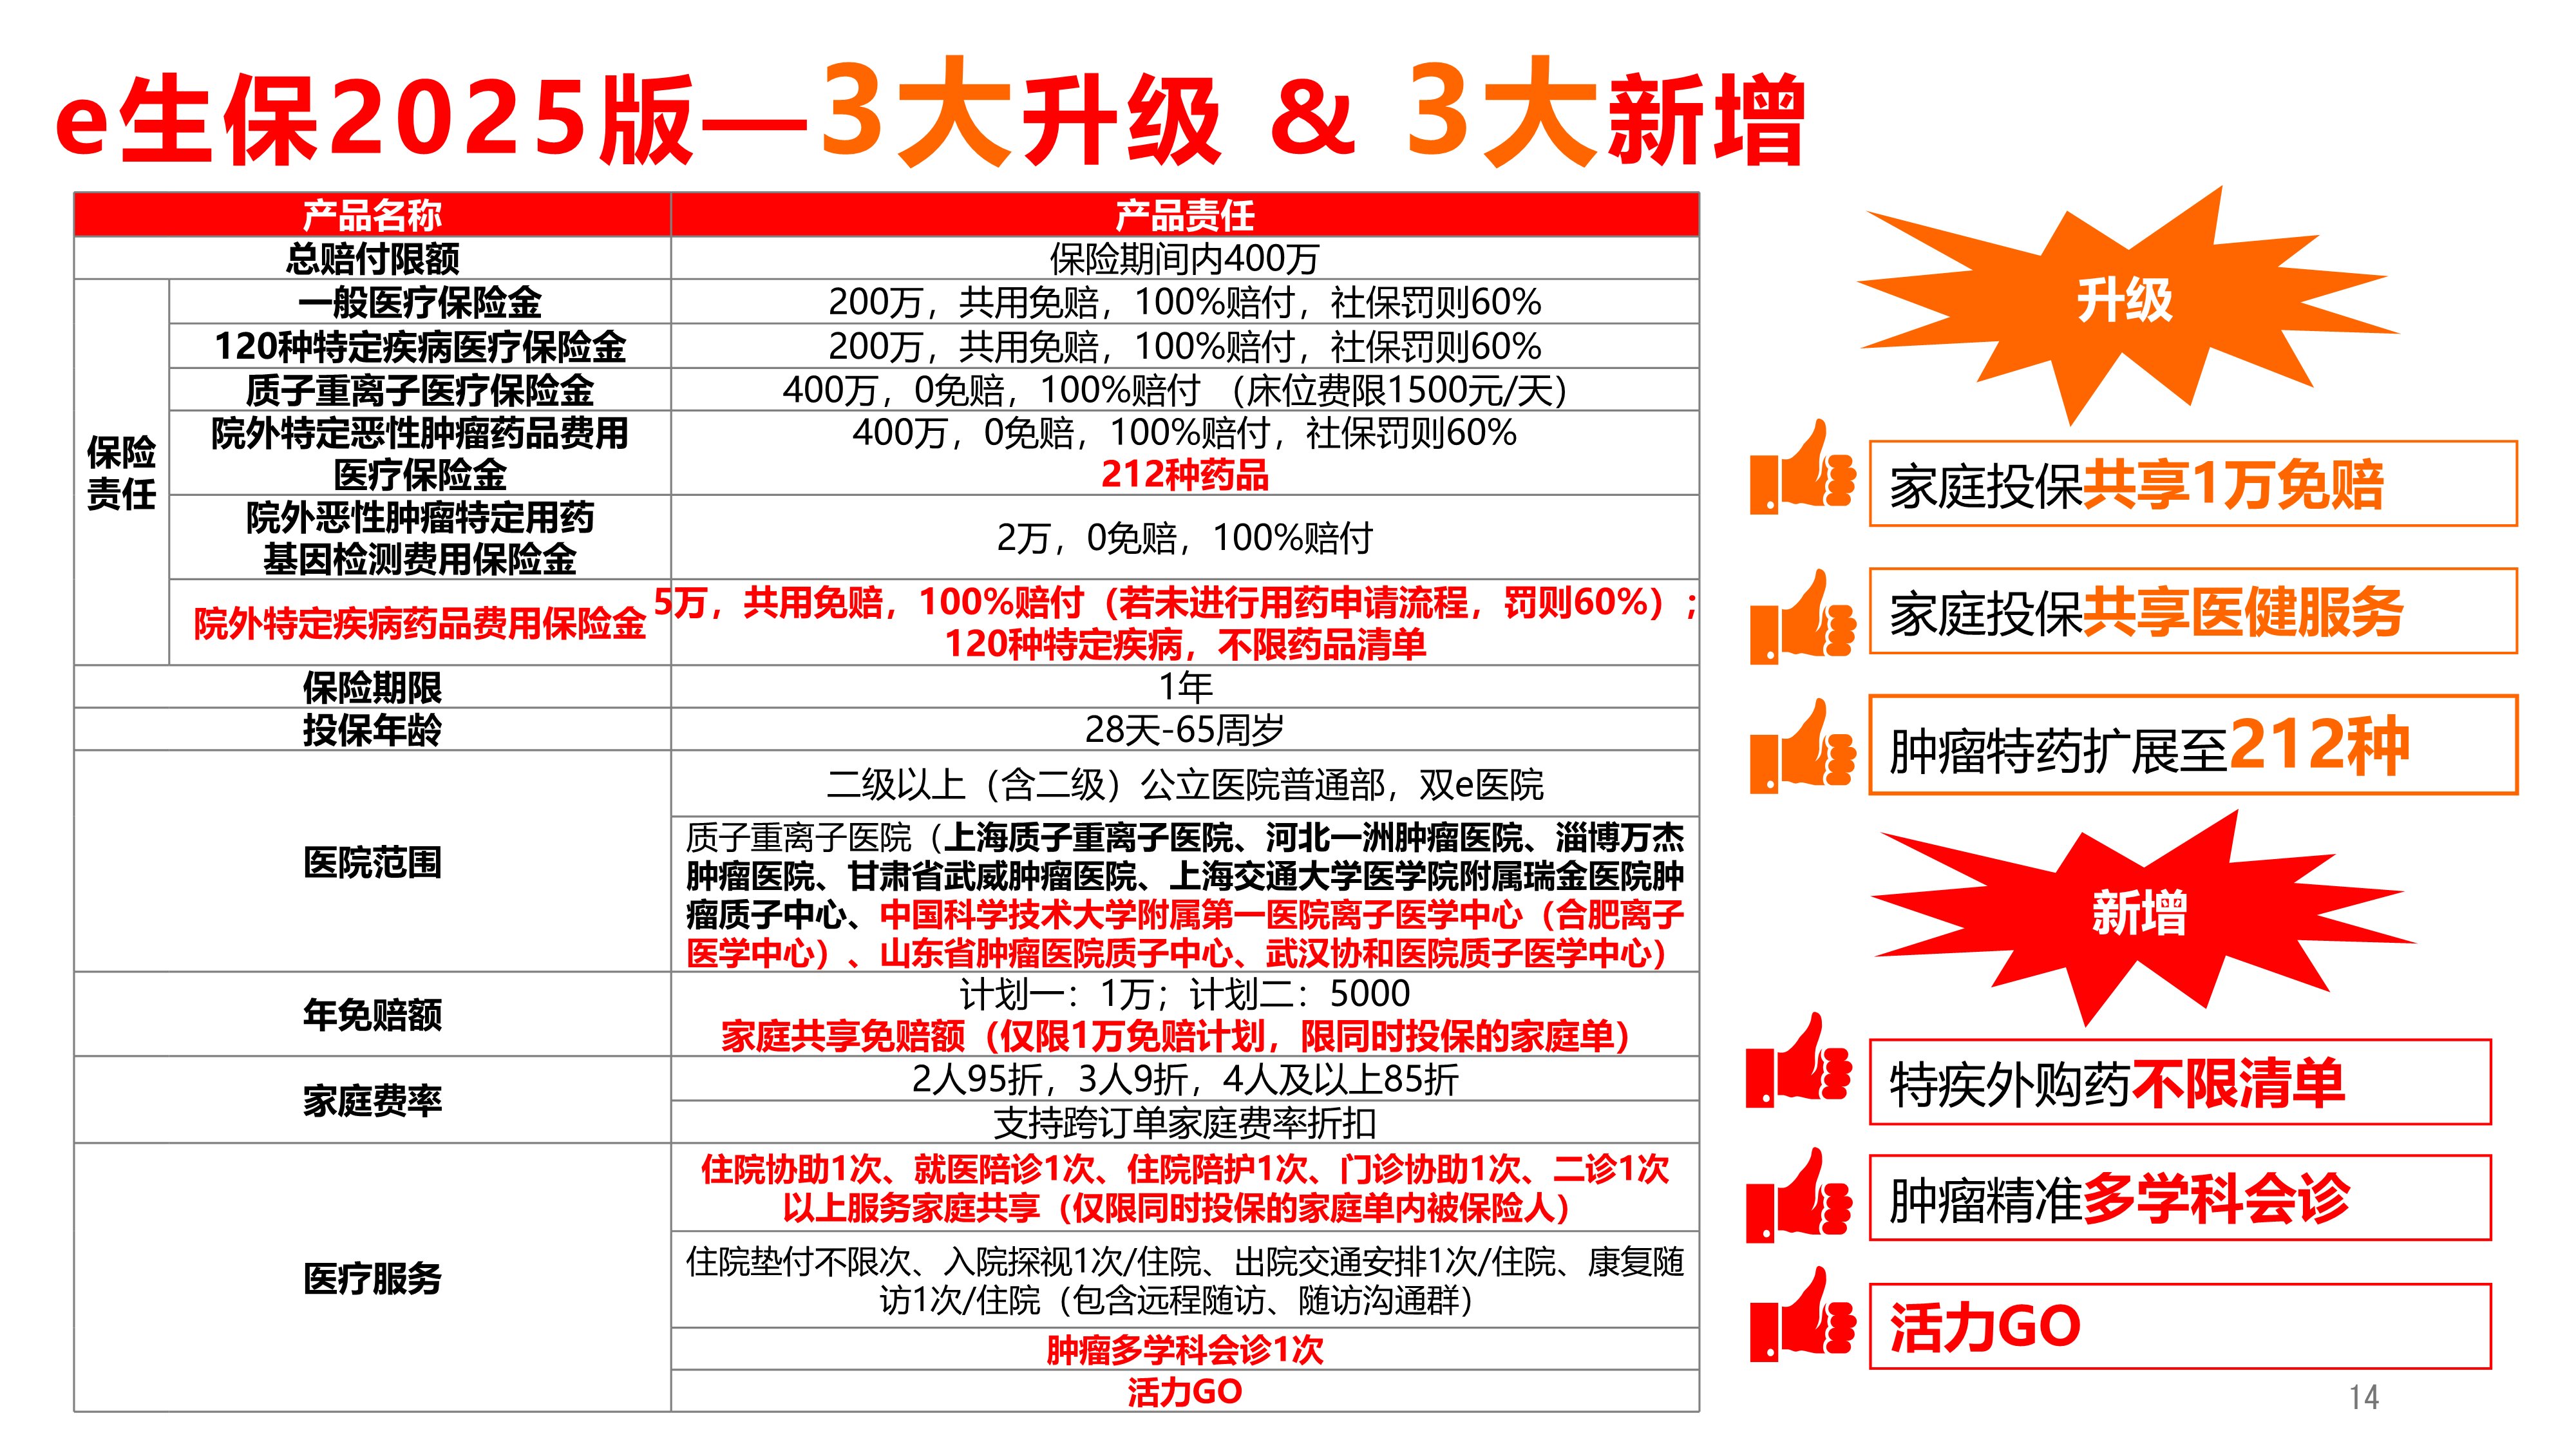 e生保2025版—3大升级 & 3大新增
产品名称
产品责任
总赔付限额
保险期间内400万
保险
责任
一般医疗保险金
200万，共用免赔，100%赔付，社保罚则60%
120种特定疾病医疗保险金
200万，共用免赔，100%赔付，社保罚则60%
质子重离子医疗保险金
400万，0免赔，100%赔付 （床位费限1500元/天）
院外特定恶性肿瘤药品费用
医疗保险金
400万，0免赔，100%赔付，社保罚则60%
212种药品
院外恶性肿瘤特定用药
基因检测费用保险金
2万，0免赔，100%赔付
院外特定疾病药品费用保险金
5万，共用免赔，100%赔付（若未进行用药申请流程，罚则60%）;
120种特定疾病，不限药品清单
保险期限
1年
投保年龄
28天-65周岁
医院范围
二级以上（含二级）公立医院普通部，双e医院
质子重离子医院（上海质子重离子医院、河北一洲肿瘤医院、淄博万杰
肿瘤医院、甘肃省武威肿瘤医院、上海交通大学医学院附属瑞金医院肿
瘤质子中心、中国科学技术大学附属第一医院离子医学中心（合肥离子
医学中心）、山东省肿瘤医院质子中心、武汉协和医院质子医学中心）
年免赔额
计划一：1万；计划二：5000
家庭共享免赔额（仅限1万免赔计划，限同时投保的家庭单）
家庭费率
2人95折，3人9折，4人及以上85折
支持跨订单家庭费率折扣
医疗服务
住院协助1次、就医陪诊1次、住院陪护1次、门诊协助1次、二诊1次
以上服务家庭共享（仅限同时投保的家庭单内被保险人）
住院垫付不限次、入院探视1次/住院、出院交通安排1次/住院、康复随
访1次/住院（包含远程随访、随访沟通群）
肿瘤多学科会诊1次
活力GO
升级
家庭投保共享1万免赔
家庭投保共享医健服务
肿瘤特药扩展至212种
新增
特疾外购药不限清单
肿瘤精准多学科会诊
活力GO
14